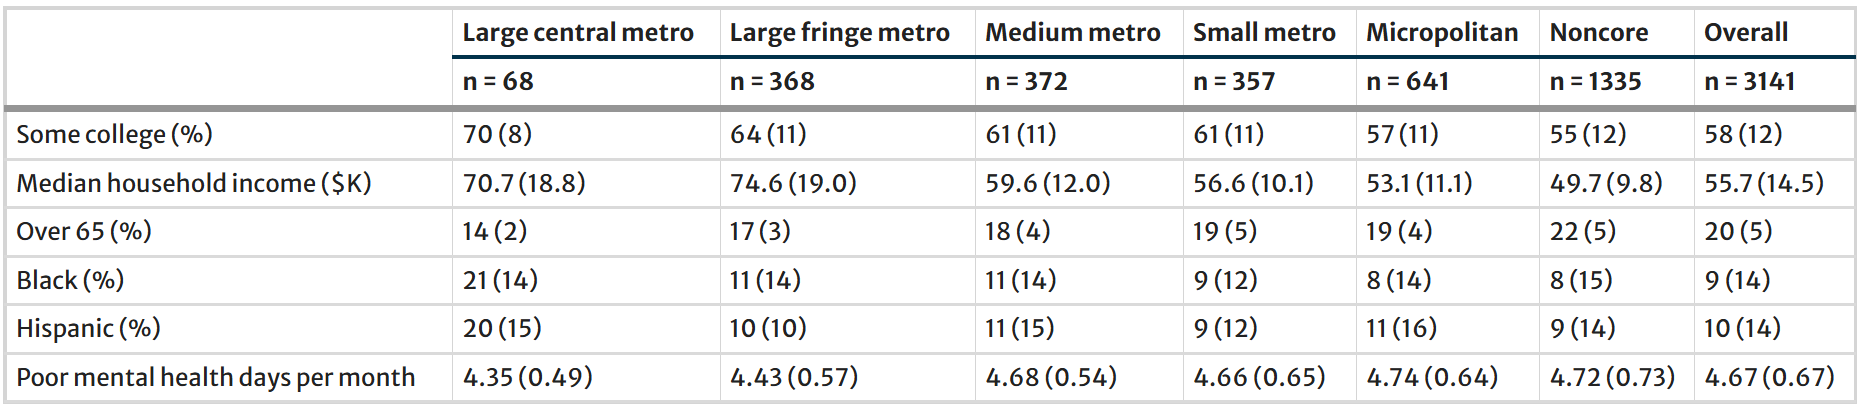 Large central metro Large fringe metro Medium metro Small metro Micropolitan Noncore Overall
n = 68 n = 368 n = 372 n = 357 n = 641 n = 1335 n = 3141
Some college (%) 70 (8) 64 (11) 61 (11) 61 (11) 57 (11) 55 (12) 58 (12)
Median household income ($K) 70.7 (18.8) 74.6 (19.0) 59.6 (12.0) 56.6 (10.1) 53.1 (11.1) 49.7 (9.8) 55.7 (14.5)
Over 65 (%) 14 (2) 17 (3) 18 (4) 19 (5) 19 (4) 22 (5) 20 (5)
Black (%) 21 (14) 11 (14) 11 (14) 9 (12) 8 (14) 8 (15) 9 (14)
Hispanic (%) 20 (15) 10 (10) 11 (15) 9 (12) 11 (16) 9 (14) 10 (14)
Poor mental health days per month 4.35 (0.49) 4.43 (0.57) 4.68 (0.54) 4.66 (0.65) 4.74 (0.64) 4.72 (0.73) 4.67 (0.67)